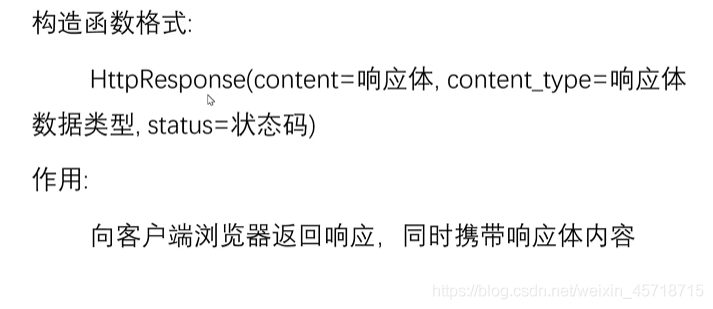 构造函数格式:
HttpResponse(content=响应体, content_type=响应体
数据类型, status=状态码)
作用:
向客户端浏览器返回响应，同时携带响应体内容
https://blog.csdn.net/weixin_45718715